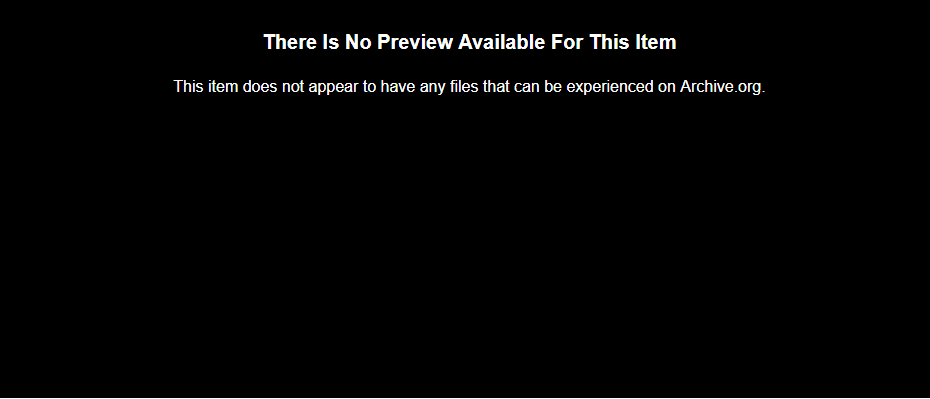 There Is No Preview Available For This Item
This item does not appear to have any files that can be experienced on Archive.org.